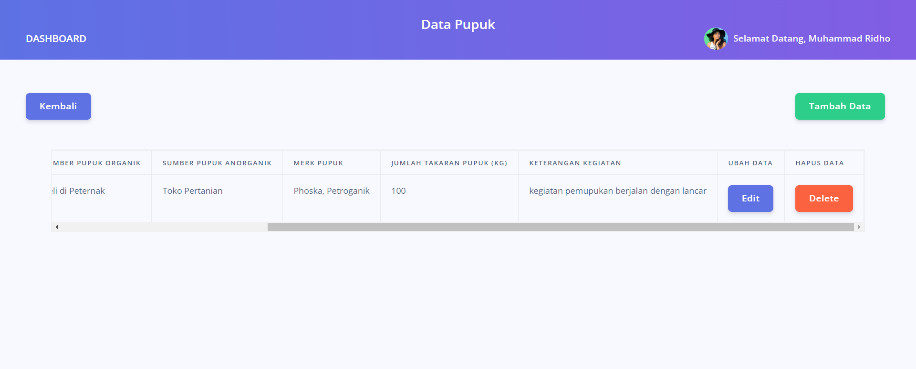 Data Pupuk
DASHBOARD
Selamat Datang, Muhammad Ridho
Kembali
Tambah Data
MBER PUPUK ORGANIK SUMBER PUPUK ANORGANIK MERK PUPUK JUMLAH TAKARAN PUPUK (KG) KETERANGAN KEGIATAN UBAH DATA HAPUS DATA
di Peternak Toko Pertanian Phoska, Petroganik 100 kegiatan pemupukan berjalan dengan lancar Edit Delete